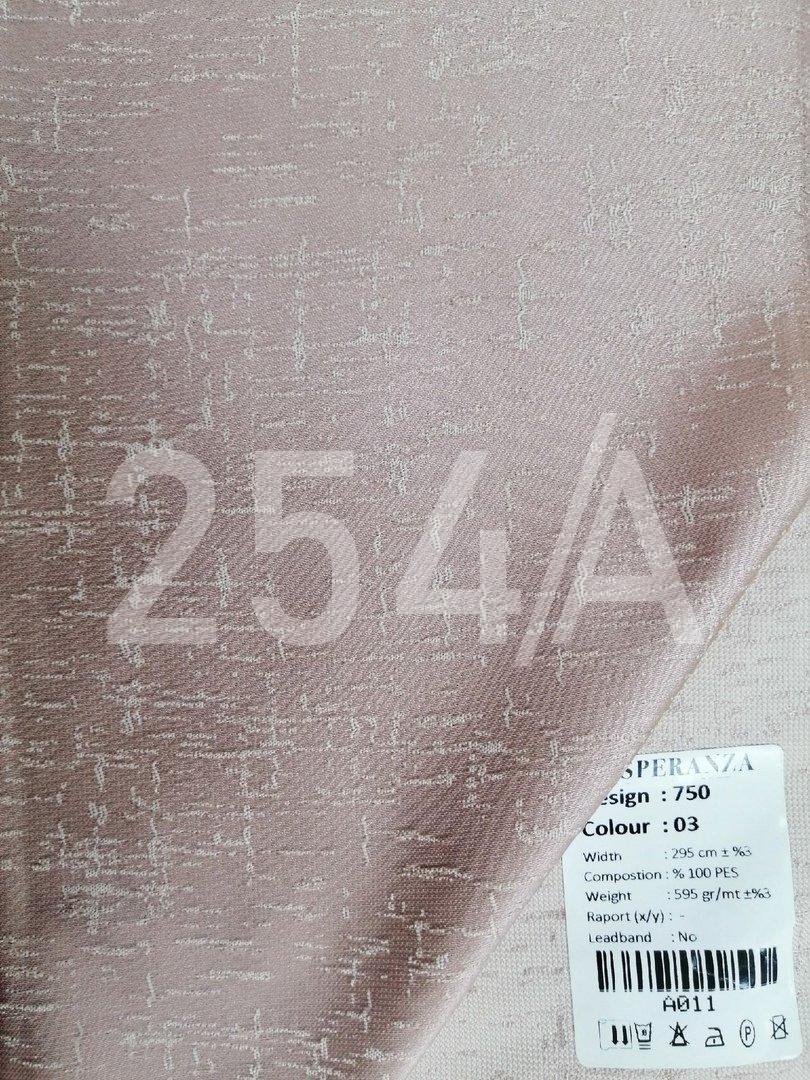 254/A
SPERANZA
esign : 750
Colour : 03
Width : 295 cm ± %3
Compostion : % 100 PES
Weight : 595 gr/mt ±%3
Raport (x/y) : -
Leadband : No
A011